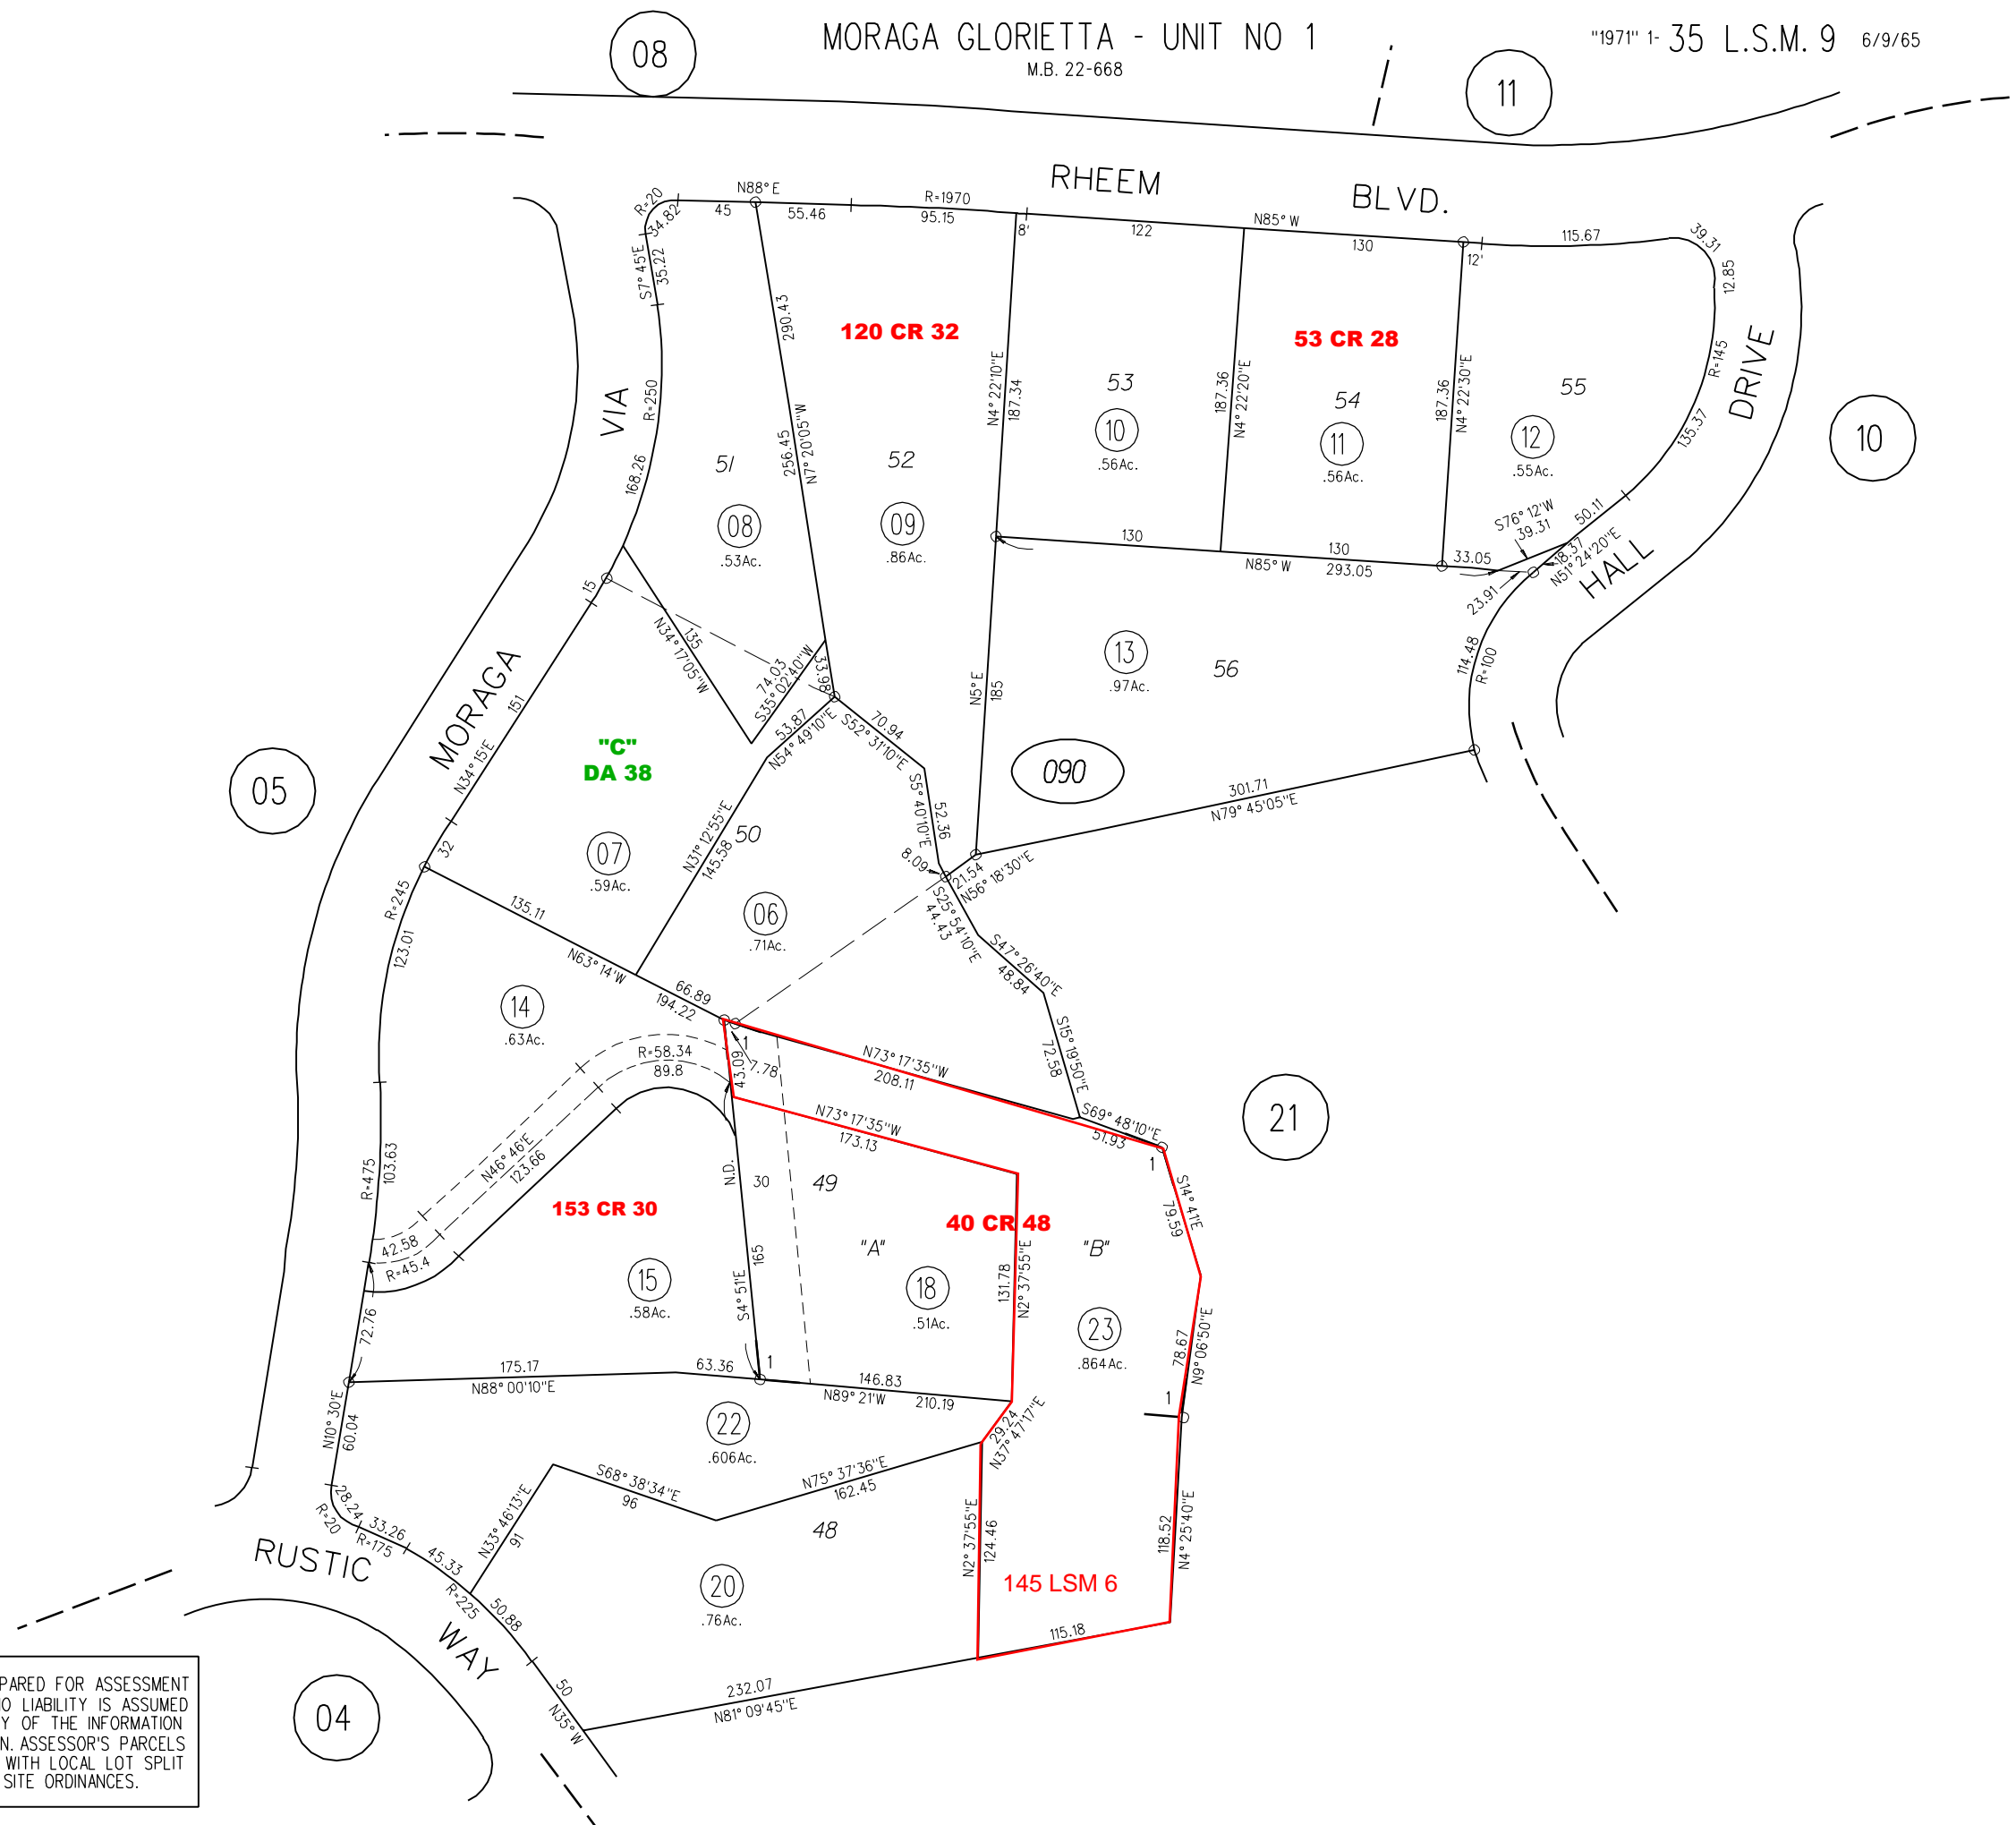 08
MORAGA GLORIETTA - UNIT NO 1
M.B. 22-668
"1971" 1- 35 L.S.M. 9 6/9/65
11
RHEEM BLVD.
R=20
34.82
N88° E
45
55.46
R=1970
95.15
8'
122
N85° W
130
12'
115.67
39.31
12.85
S7° 45'E
35.22
290.43
120 CR 32
53 CR 28
DRIVE
R=145
135.37
VIA
R=250
168.26
256.45
N7° 20'05"W
N4° 22'10"E
187.34
53
10
.56Ac.
187.36
N4° 22'20"E
54
11
.56Ac.
187.36
N4° 22'30"E
55
12
.55Ac.
10
51
08
.53Ac.
52
09
.86Ac.
S76° 12'W
39.31
50.11
18.37
N51° 24'20"E
HALL
130
N85° W
130
293.05
33.05
23.91
114.48
R=100
15
135
N34° 17'05"W
74.03
S35° 02'40"W
33.98
13
.97Ac.
56
N5° E
185
MORAGA
151
N34° 15'E
"C"
DA 38
53.87
N54° 49'10"E
70.94
S52° 31'10"E
090
301.71
N79° 45'05"E
05
32
07
.59Ac.
N31° 12'55"E
145.58
50
S5° 40'10"E
52.36
8.09
21.54
N56° 18'30"E
06
.71Ac.
S25° 54'10"E
44.43
R=245
123.01
135.11
N63° 14'W
66.89
194.22
S47° 26'40"E
48.84
14
.63Ac.
R=58.34
89.8
43.09
1
7.78
N73° 17'35"W
208.11
S15° 19'50"E
72.58
S69° 48'10"E
51.93
1
21
N73° 17'35"W
173.13
N46° 46'E
123.66
R=475
103.63
N.D.
30
49
153 CR 30
40 CR 48
S14° 41'E
79.59
42.58
R=45.4
"A"
"B"
165
S4° 51'E
15
.58Ac.
18
.51Ac.
131.78
N2° 37'55"E
23
.864Ac.
78.67
N9° 06'50"E
72.76
175.17
N88° 00'10"E
63.36
1
146.83
N89° 21'W
210.19
1
N10° 30'E
60.04
22
.606Ac.
29.24
N37° 47'17"E
28.24
R=20
33.26
R=175
45.33
R=225
N33° 46'13"E
91
S68° 38'34"E
96
N75° 37'36"E
162.45
48
N2° 37'55"E
124.46
118.52
N4° 25'40"E
RUSTIC
20
.76Ac.
145 LSM 6
50.88
WAY
115.18
50
N35° W
232.07
N81° 09'45"E
PARED FOR ASSESSMENT
NO LIABILITY IS ASSUMED
Y OF THE INFORMATION
N. ASSESSOR'S PARCELS
WITH LOCAL LOT SPLIT
SITE ORDINANCES.
04